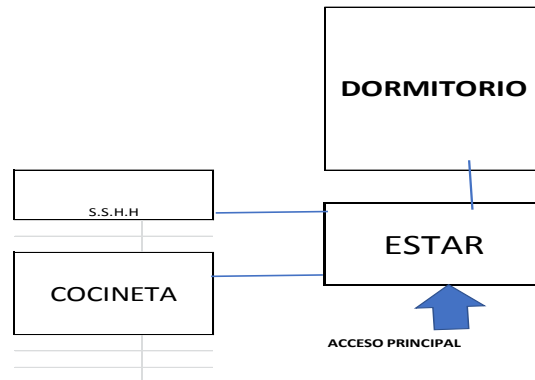 DORMITORIO
S.S.H.H
ESTAR
COCINETA
ACCESO PRINCIPAL